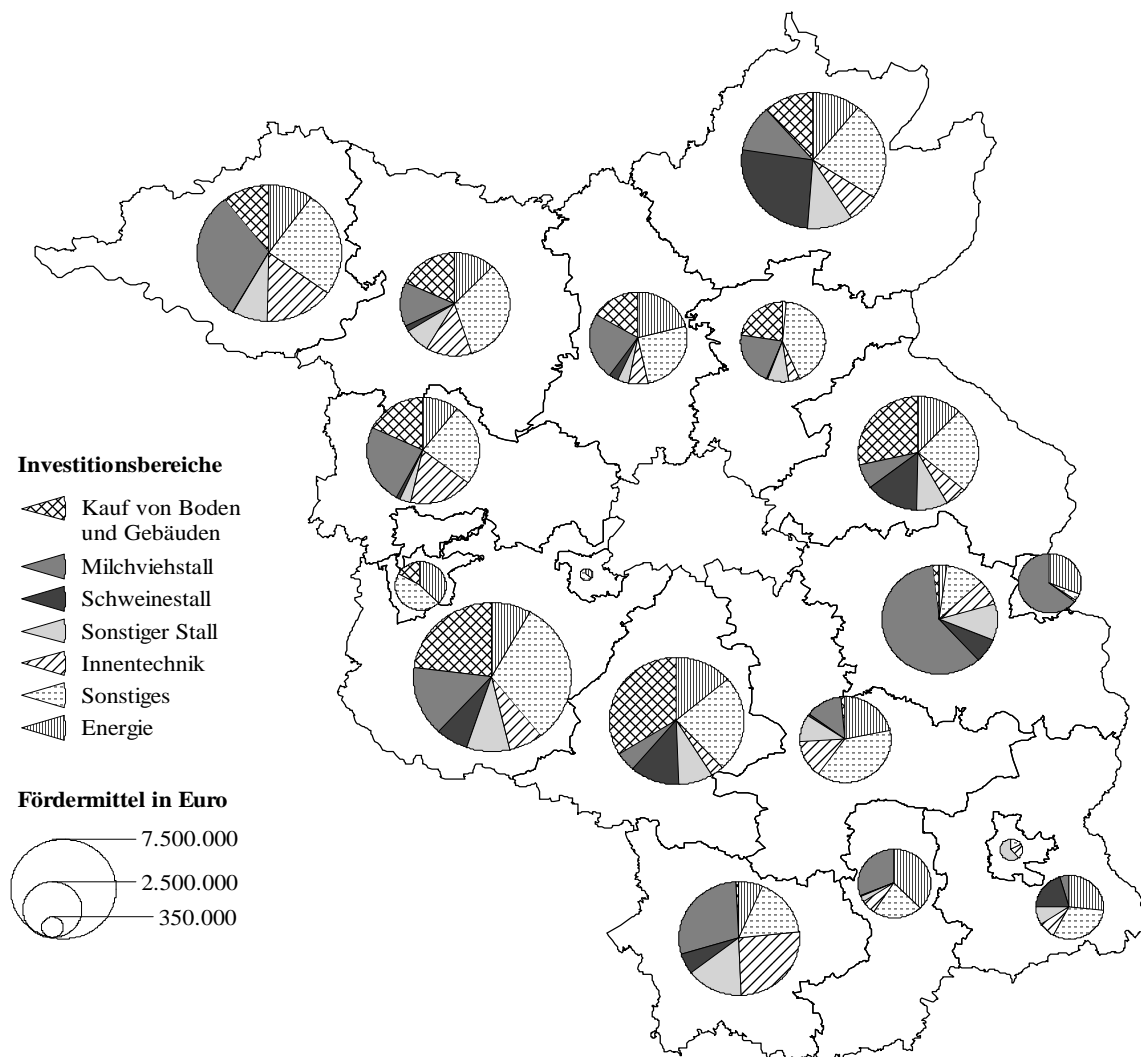 Investitionsbereiche
Kauf von Boden
und Gebäuden
Milchviehstall
Schweinestall
Sonstiger Stall
Innentechnik
Sonstiges
Energie
Fördermittel in Euro
7.500.000
2.500.000
350.000